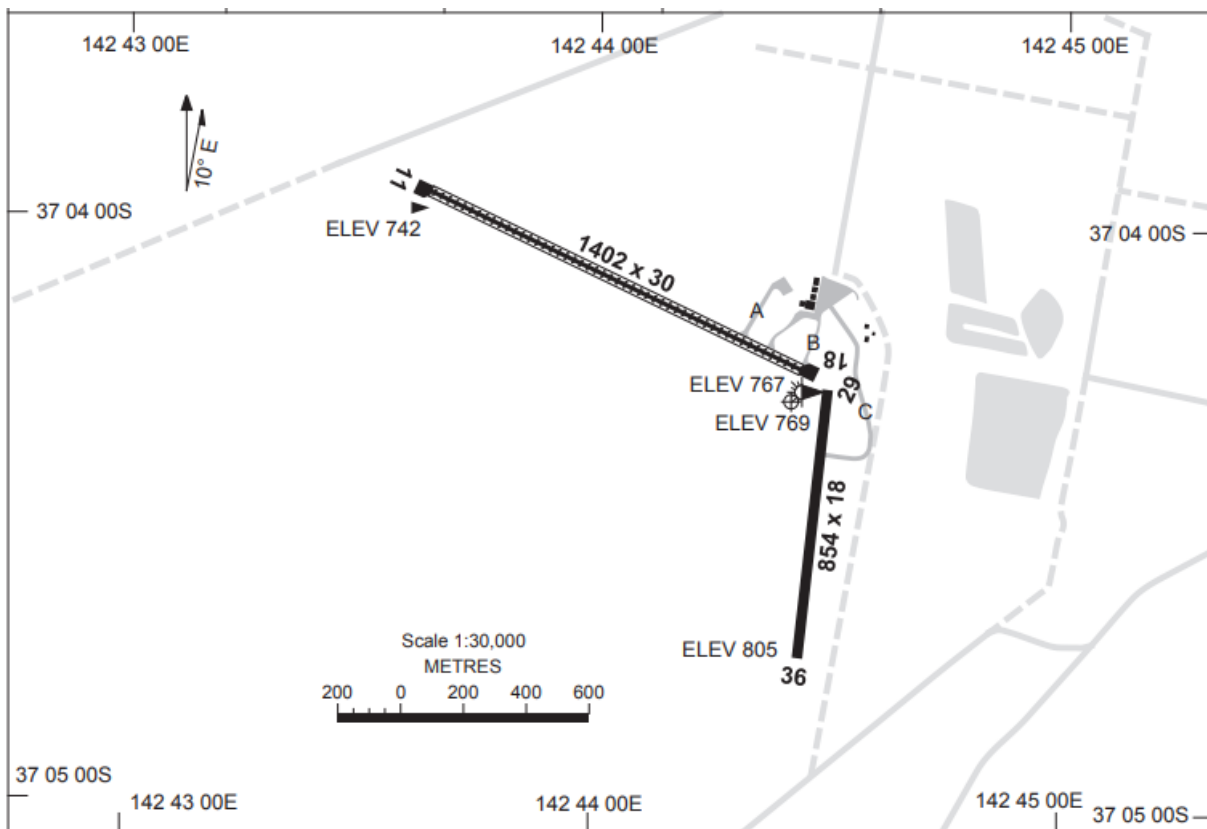 142 43 00E
142 44 00E
142 45 00E
10° E
11
37 04 00S
ELEV 742
37 04 00S
1402 x 30
A
B
18
ELEV 767
29
C
ELEV 769
854 x 18
Scale 1:30,000
METRES
ELEV 805
36
200 0 200 400 600
37 05 00S
142 43 00E
142 44 00E
142 45 00E
37 05 00S